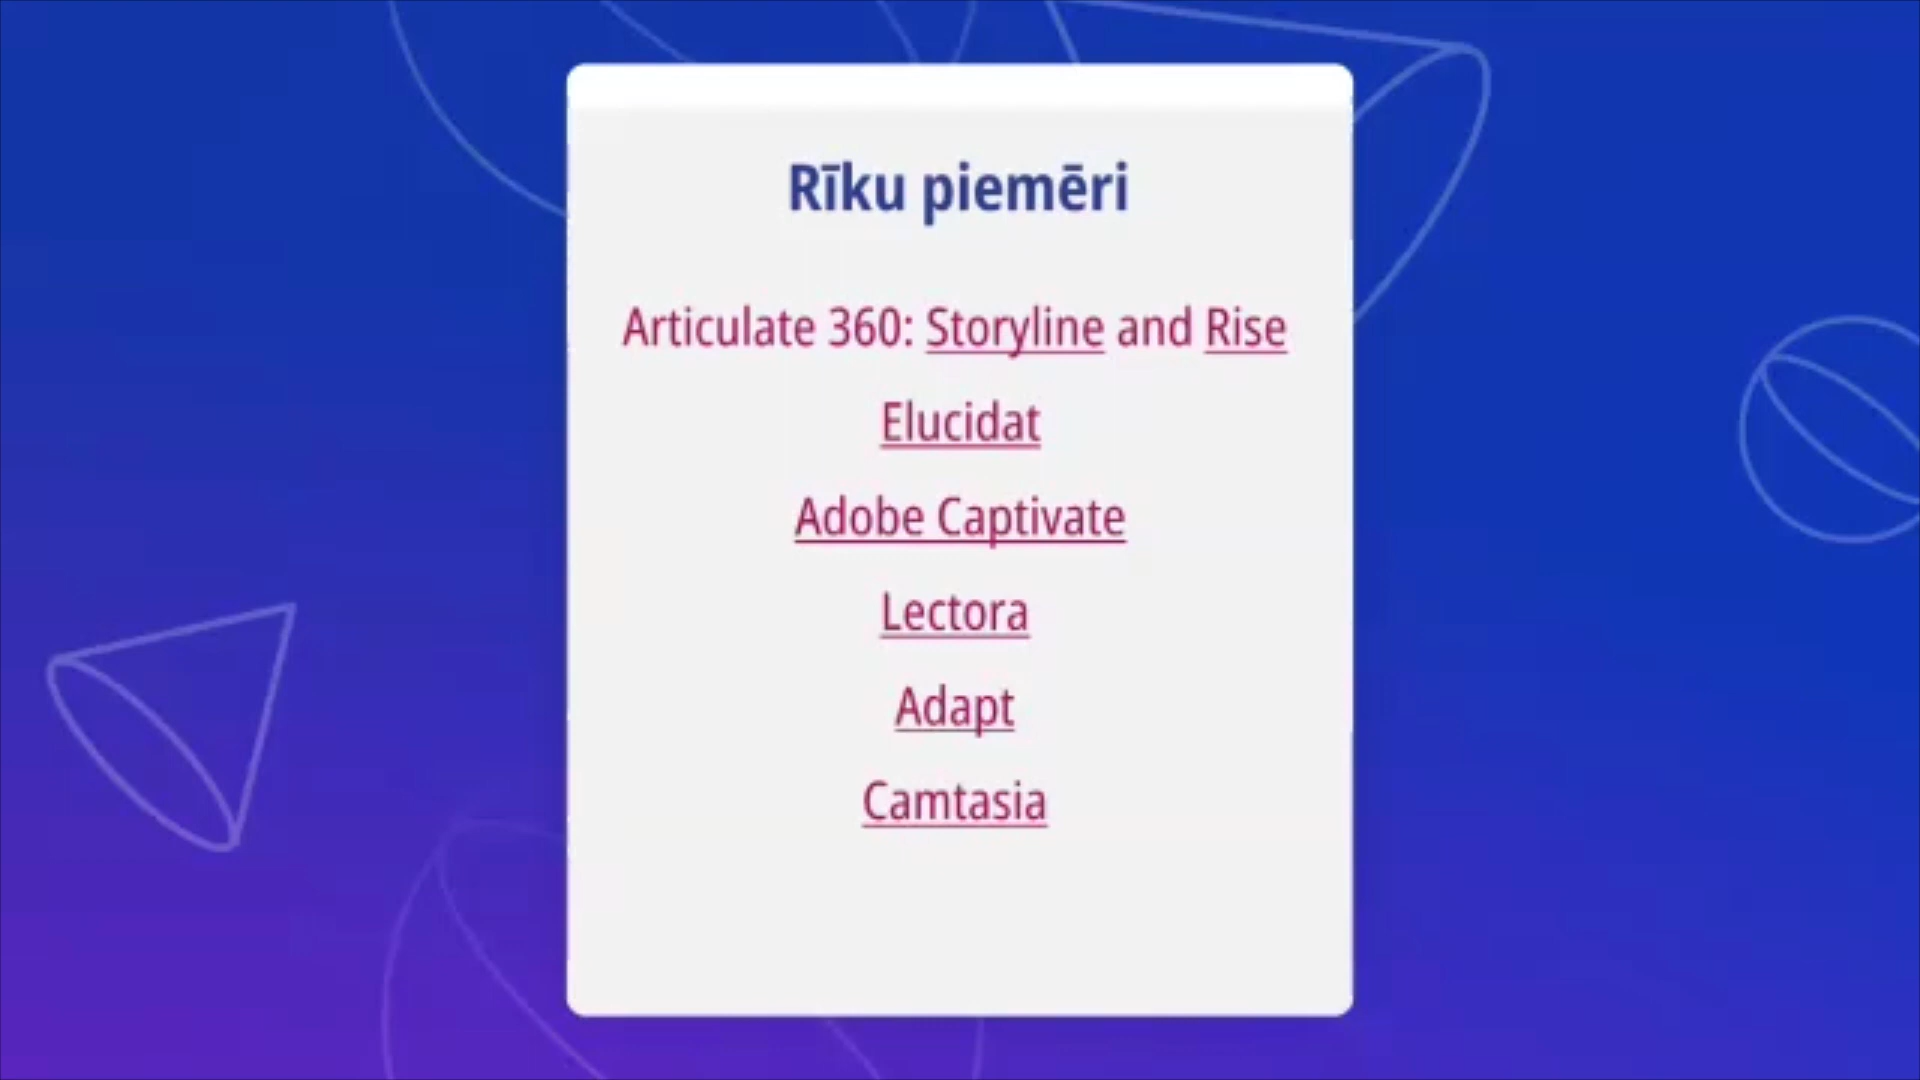 Rīku piemēri
Articulate 360: Storyline and Rise
Elucidat
Adobe Captivate
Lectora
Adapt
Camtasia